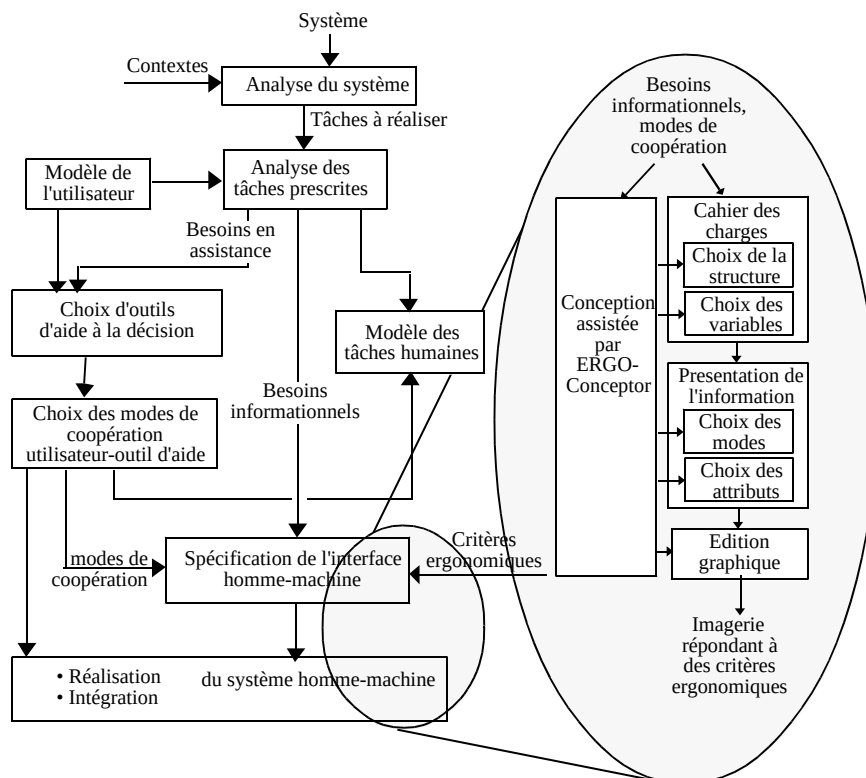 Système
Contextes
Analyse du système
Tâches à réaliser
Modèle de
l'utilisateur
Analyse des
tâches prescrites
Besoins en
assistance
Choix d'outils
d'aide à la décision
Modèle des
tâches humaines
Besoins
informationnels
Choix des modes de
coopération
utilisateur-outil d'aide
modes de
coopération
Spécification de l'interface
homme-machine
Critères
ergonomiques
• Réalisation
• Intégration
du système homme-machine
Besoins
informationnels,
modes de
coopération
Conception
assistée
par
ERGO-
Conceptor
Cahier des
charges
Choix de la
structure
Choix des
variables
Presentation de
l'information
Choix des
modes
Choix des
attributs
Edition
graphique
Imagerie
répondant à
des critères
ergonomiques